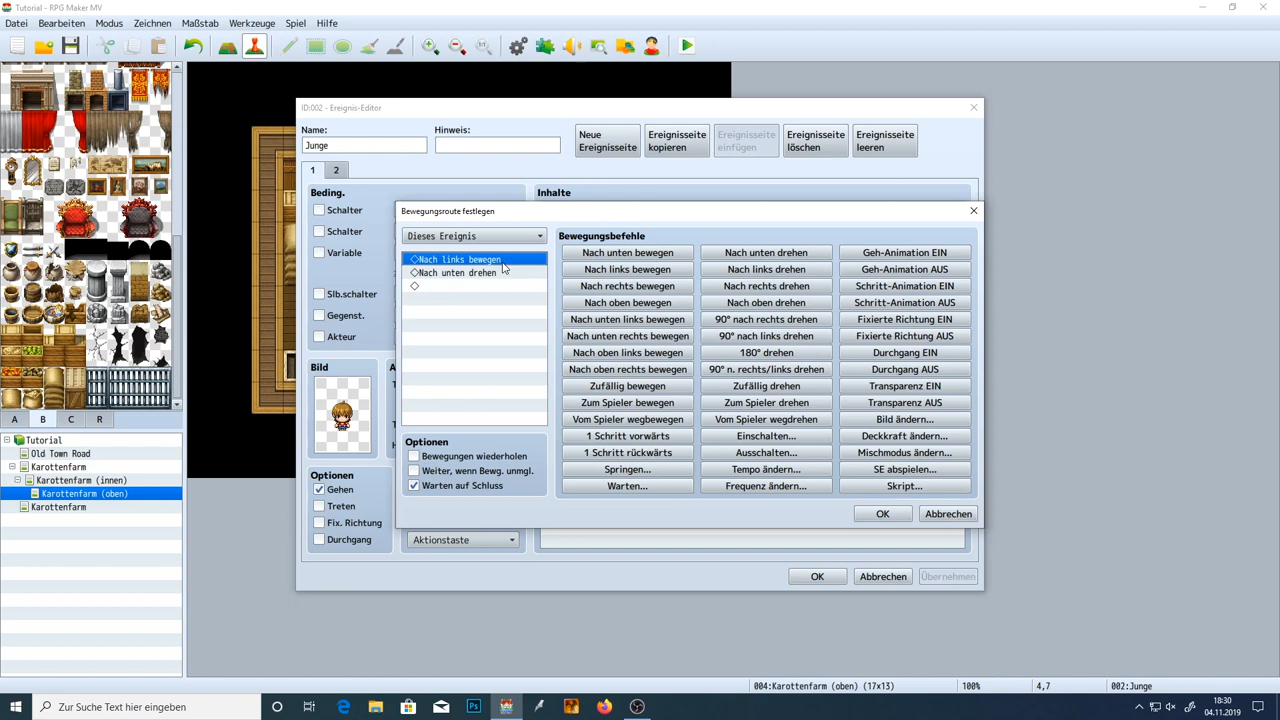 Tutorial - RPG Maker MV
Datei Bearbeiten Modus Zeichnen Maßstab Werkzeuge Spiel Hilfe
ID:002 - Ereignis-Editor
Name: Hinweis:
Junge
Neue Ereignisseite
Ereignisseite kopieren
Ereignisseite einfügen
Ereignisseite löschen
Ereignisseite leeren
1 2
Beding. Inhalte
Schalter
Schalter
Variable
Slb.schalter
Gegenst.
Akteur
Bild
Optionen
Gehen
Treten
Fix. Richtung
Durchgang
Aktionstaste
Bewegungsroute festlegen
Dieses Ereignis
◇Nach links bewegen
◇Nach unten drehen
◇
Optionen
Bewegungen wiederholen
Weiter, wenn Bewg. unmgl.
Warten auf Schluss
Bewegungsbefehle
Nach unten bewegen Nach unten drehen Geh-Animation EIN
Nach links bewegen Nach links drehen Geh-Animation AUS
Nach rechts bewegen Nach rechts drehen Schritt-Animation EIN
Nach oben bewegen Nach oben drehen Schritt-Animation AUS
Nach unten links bewegen 90° nach rechts drehen Fixierte Richtung EIN
Nach unten rechts bewegen 90° nach links drehen Fixierte Richtung AUS
Nach oben links bewegen 180° drehen Durchgang EIN
Nach oben rechts bewegen 90° n. rechts/links drehen Durchgang AUS
Zufällig bewegen Zufällig drehen Transparenz EIN
Zum Spieler bewegen Zum Spieler drehen Transparenz AUS
Vom Spieler wegbewegen Vom Spieler wegdrehen Bild ändern...
1 Schritt vorwärts Einschalten... Deckkraft ändern...
1 Schritt rückwärts Ausschalten... Mischmodus ändern...
Springen... Tempo ändern... SE abspielen...
Warten... Frequenz ändern... Skript...
OK Abbrechen
OK Abbrechen Übernehmen
A B C R
Tutorial
Old Town Road
Karottenfarm
Karottenfarm (innen)
Karottenfarm (oben)
Karottenfarm
004:Karottenfarm (oben) (17x13) 100% 4,7 002:Junge
Zur Suche Text hier eingeben
18:30
04.11.2019